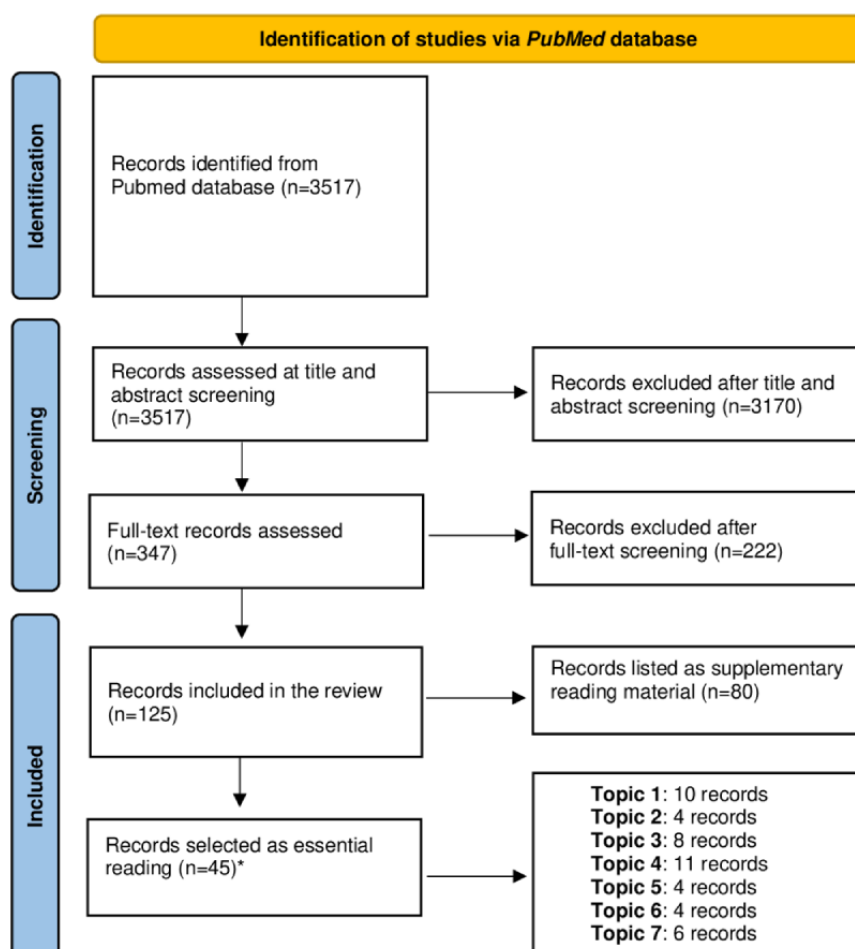 Identification of studies via PubMed database
Identification
Records identified from
Pubmed database (n=3517)
Screening
Records assessed at title and
abstract screening
(n=3517)
Records excluded after title and
abstract screening (n=3170)
Full-text records assessed
(n=347)
Records excluded after
full-text screening (n=222)
Included
Records included in the review
(n=125)
Records listed as supplementary
reading material (n=80)
Records selected as essential
reading (n=45)*
Topic 1: 10 records
Topic 2: 4 records
Topic 3: 8 records
Topic 4: 11 records
Topic 5: 4 records
Topic 6: 4 records
Topic 7: 6 records